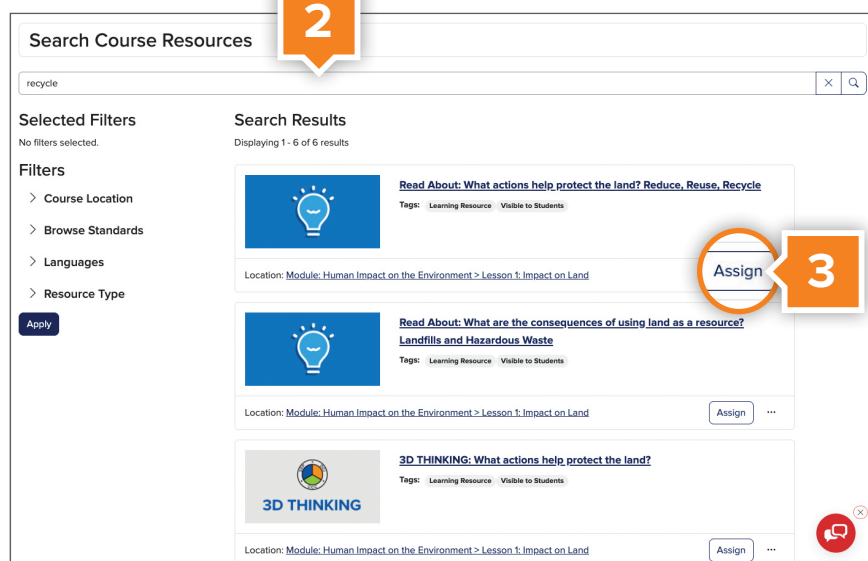 2
Search Course Resources
recycle
Selected Filters
No filters selected.
Filters
Course Location
Browse Standards
Languages
Resource Type
Apply
Search Results
Displaying 1 - 6 of 6 results
Read About: What actions help protect the land? Reduce, Reuse, Recycle
Tags: Learning Resource Visible to Students
Location: Module: Human Impact on the Environment > Lesson 1: Impact on Land
Assign
3
Read About: What are the consequences of using land as a resource?
Landfills and Hazardous Waste
Tags: Learning Resource Visible to Students
Location: Module: Human Impact on the Environment > Lesson 1: Impact on Land
Assign
3D THINKING
3D THINKING: What actions help protect the land?
Tags: Learning Resource Visible to Students
Location: Module: Human Impact on the Environment > Lesson 1: Impact on Land
Assign